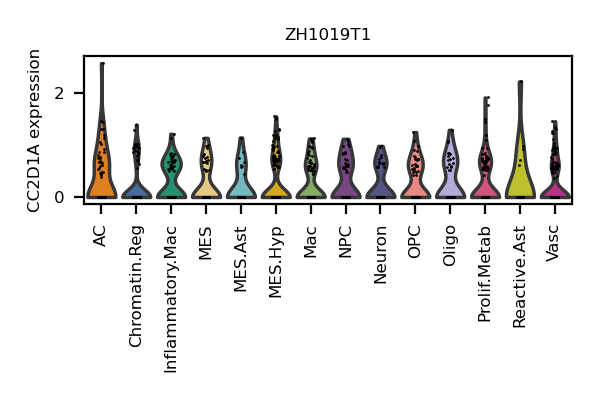 ZH1019T1
CC2D1A expression
2
0
AC
Chromatin.Reg
Inflammatory.Mac
MES
MES.Ast
MES.Hyp
Mac
NPC
Neuron
OPC
Oligo
Prolif.Metab
Reactive.Ast
Vasc